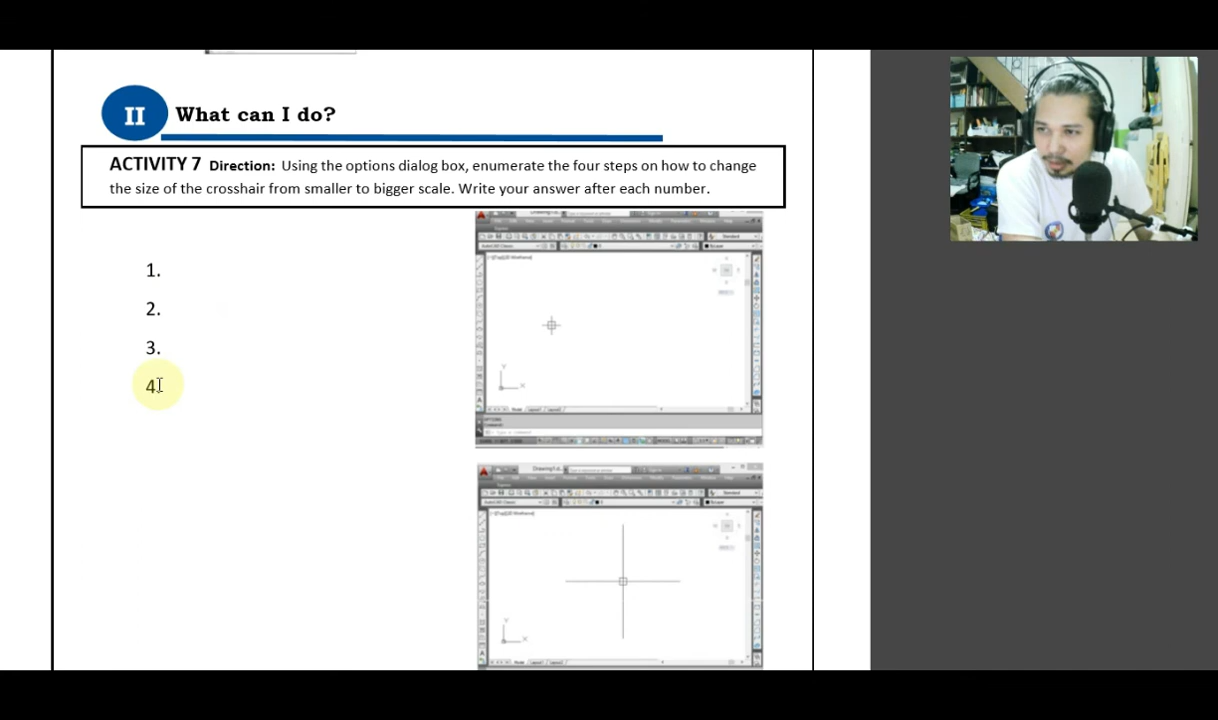 II
What can I do?
ACTIVITY 7 Direction: Using the options dialog box, enumerate the four steps on how to change
the size of the crosshair from smaller to bigger scale. Write your answer after each number.
1.
2.
3.
4.
Y
X
Y
X